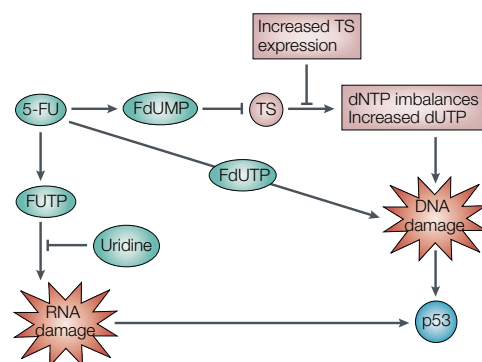 Increased TS
expression
5-FU
FdUMP
TS
dNTP imbalances
Increased dUTP
FdUTP
FUTP
DNA
damage
Uridine
RNA
damage
p53